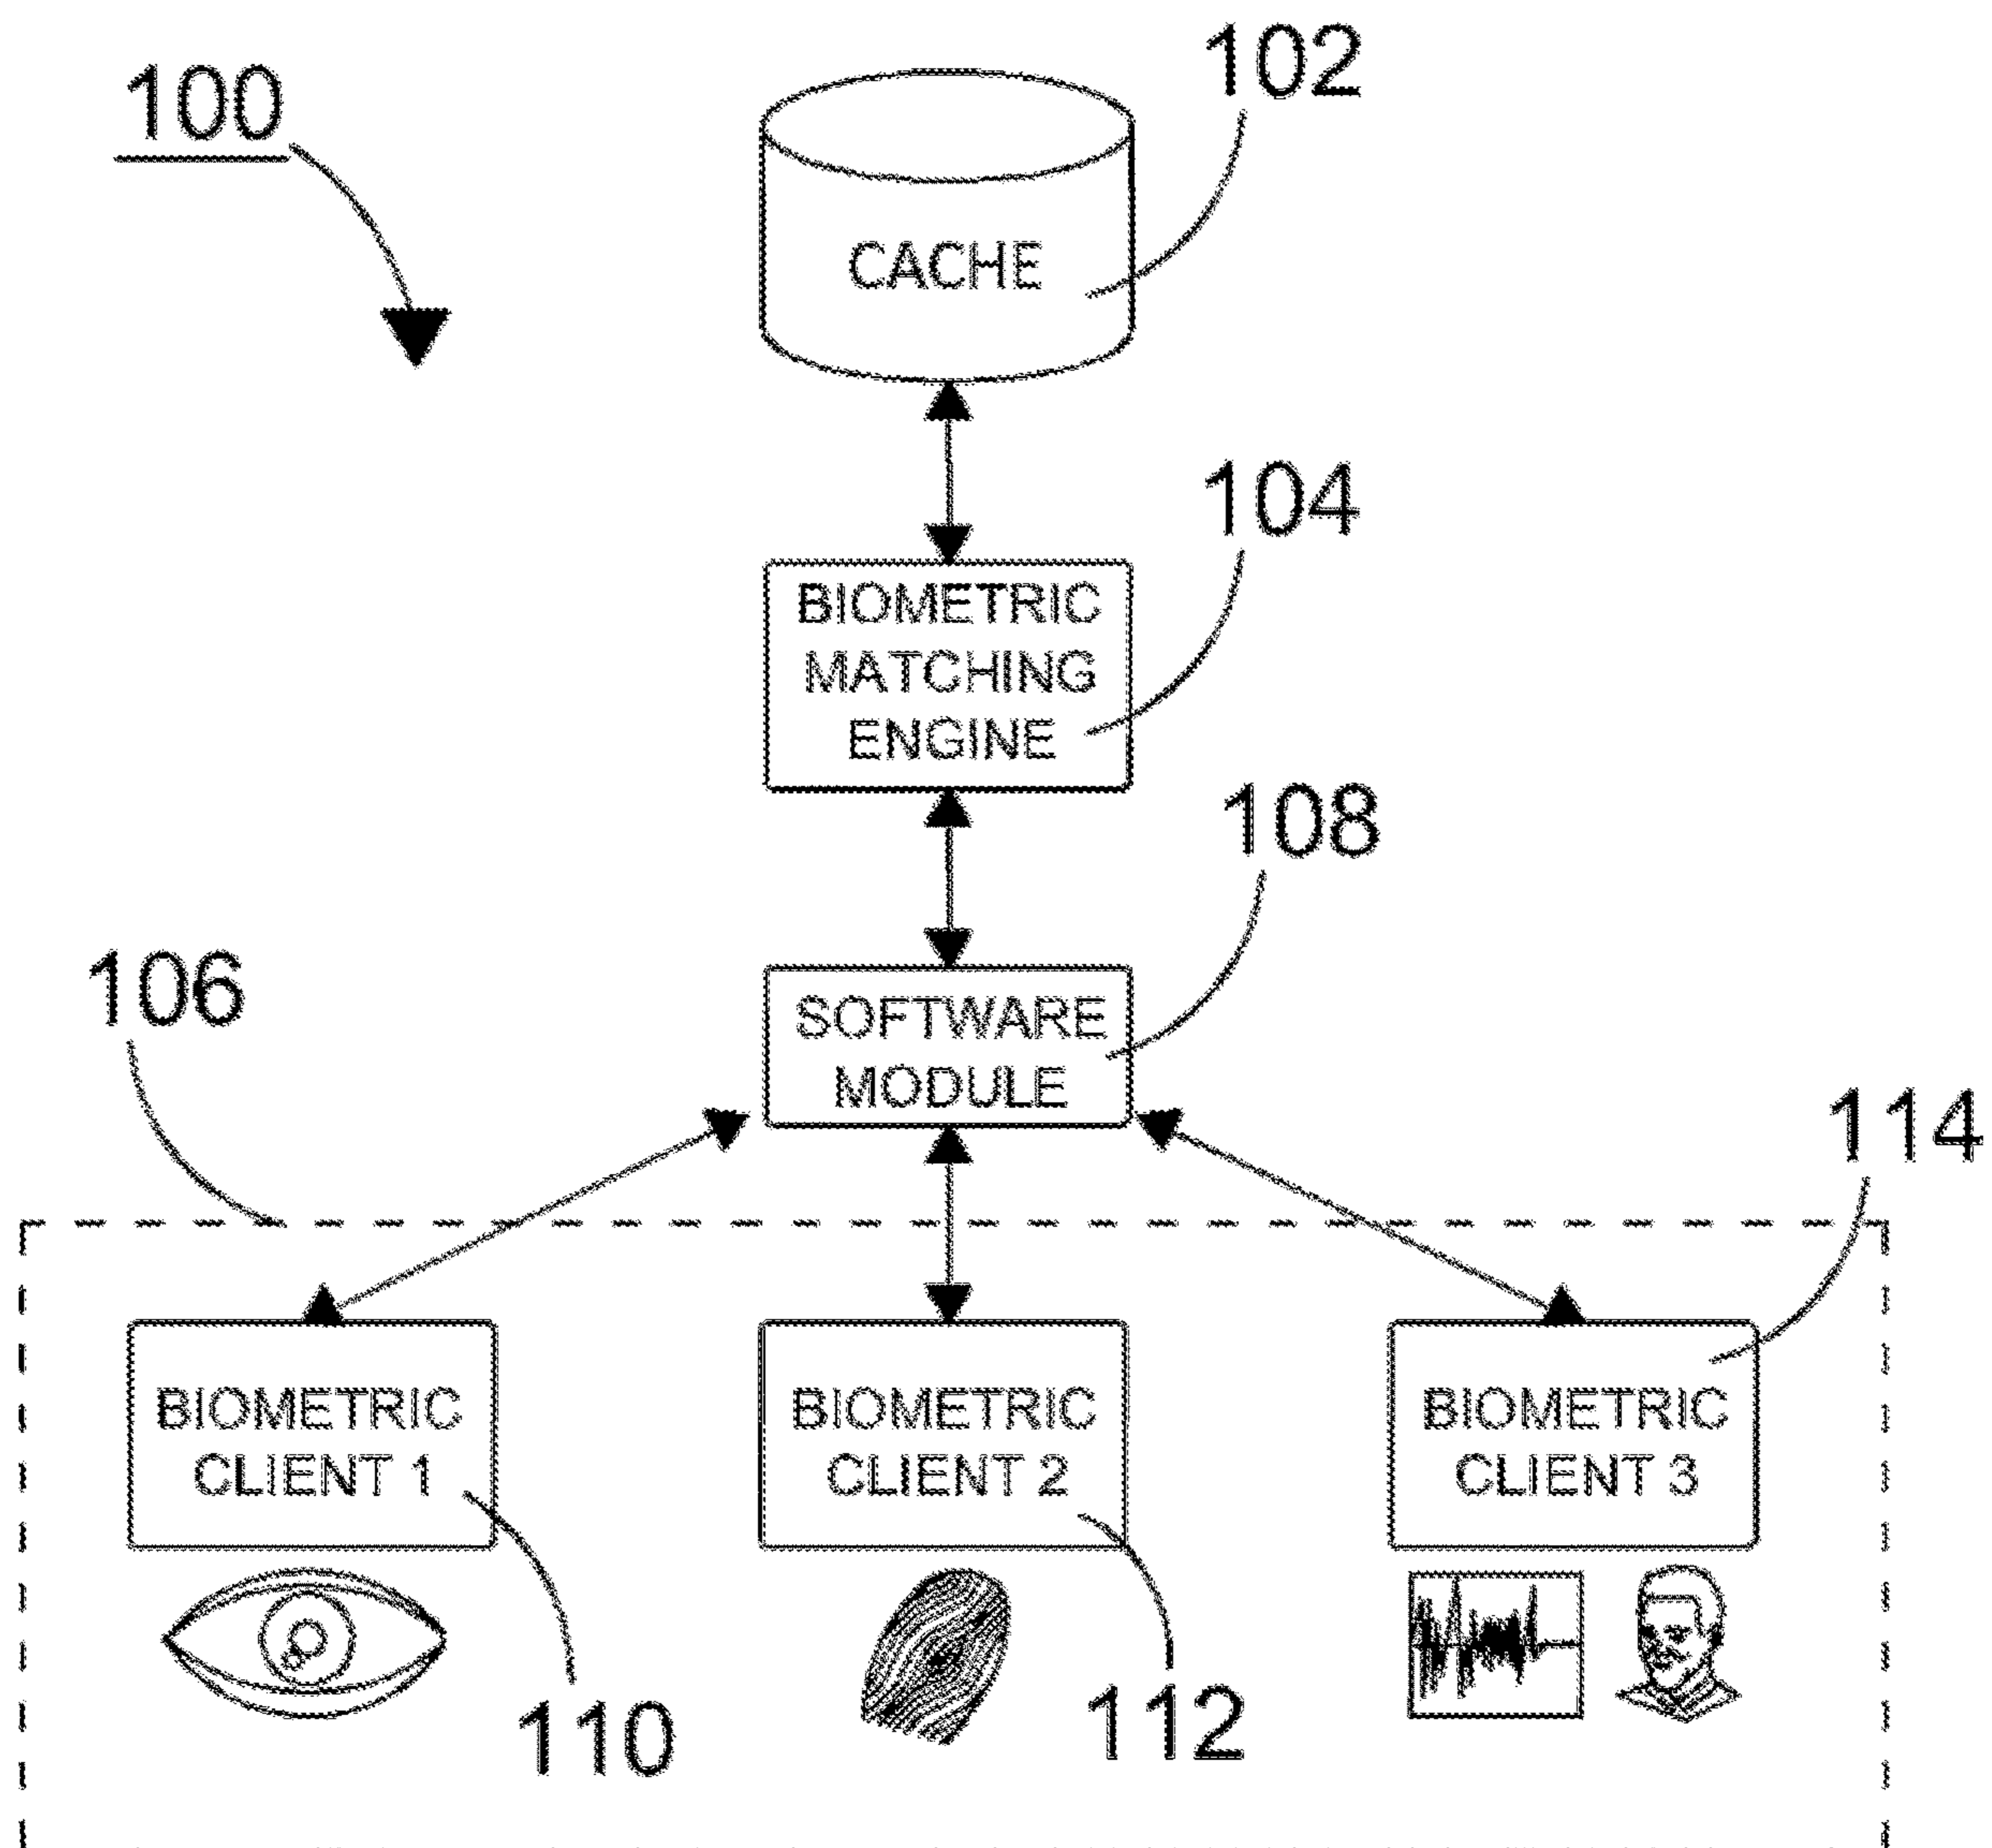 100
102
CACHE
104
BIOMETRIC
MATCHING
ENGINE
108
SOFTWARE
MODULE
106
114
BIOMETRIC
CLIENT 1
BIOMETRIC
CLIENT 2
BIOMETRIC
CLIENT 3
110
112